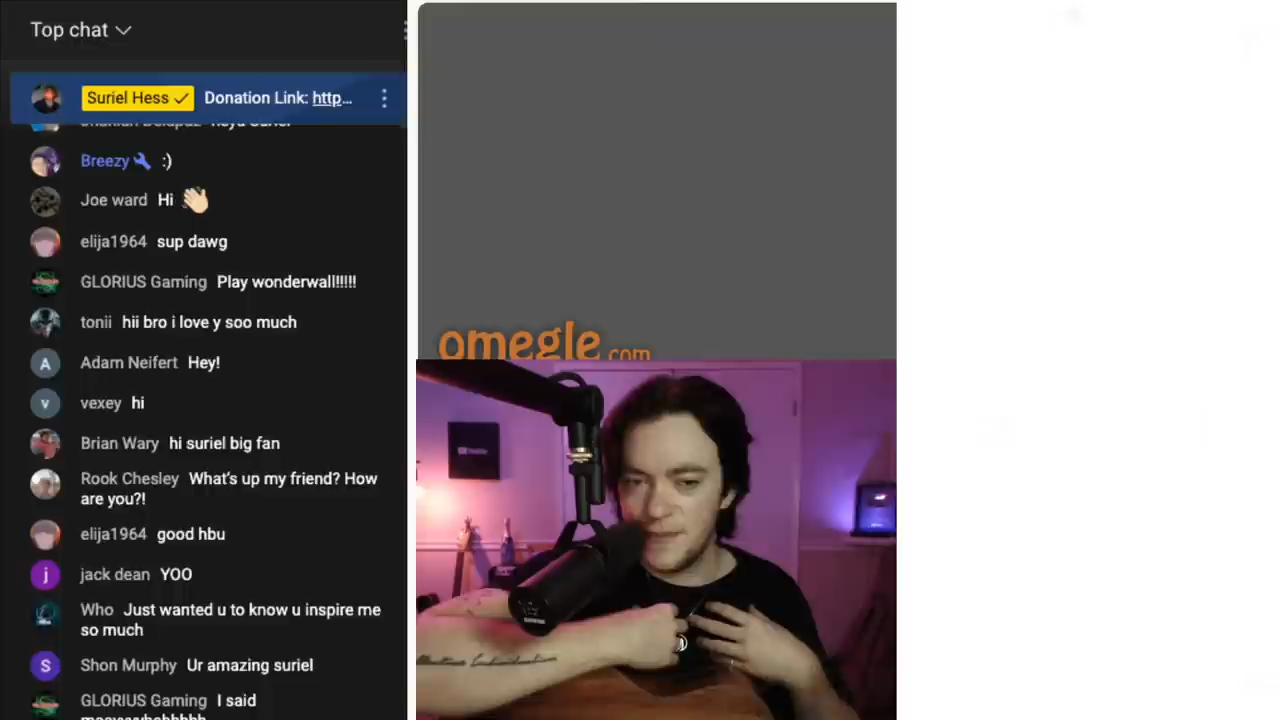 Top chat
Suriel Hess Donation Link: http...
Breezy :)
Joe ward Hi
elija1964 sup dawg
GLORIUS Gaming Play wonderwall!!!!!
tonii hii bro i love y soo much
A Adam Neifert Hey!
v vexey hi
Brian Wary hi suriel big fan
Rook Chesley What's up my friend? How
are you?!
elija1964 good hbu
j jack dean YOO
Who Just wanted u to know u inspire me
so much
S Shon Murphy Ur amazing suriel
GLORIUS Gaming I said
omegle.com